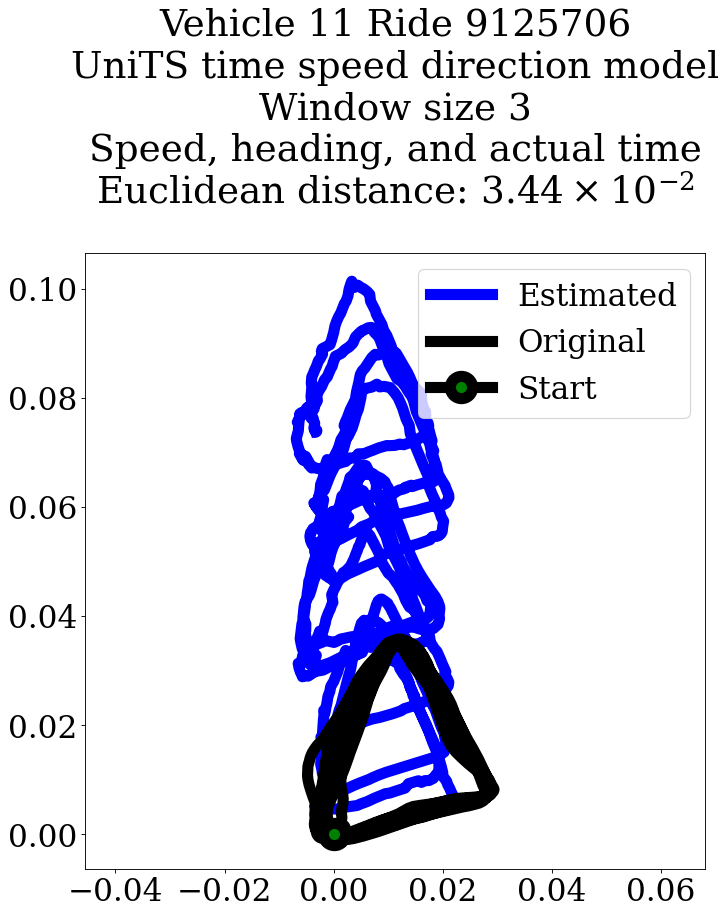 Vehicle 11 Ride 9125706
UniTS time speed direction model
Window size 3
Speed, heading, and actual time
Euclidean distance: 3.44 × 10⁻²
Estimated
Original
Start
0.10
0.08
0.06
0.04
0.02
0.00
−0.04 −0.02 0.00 0.02 0.04 0.06